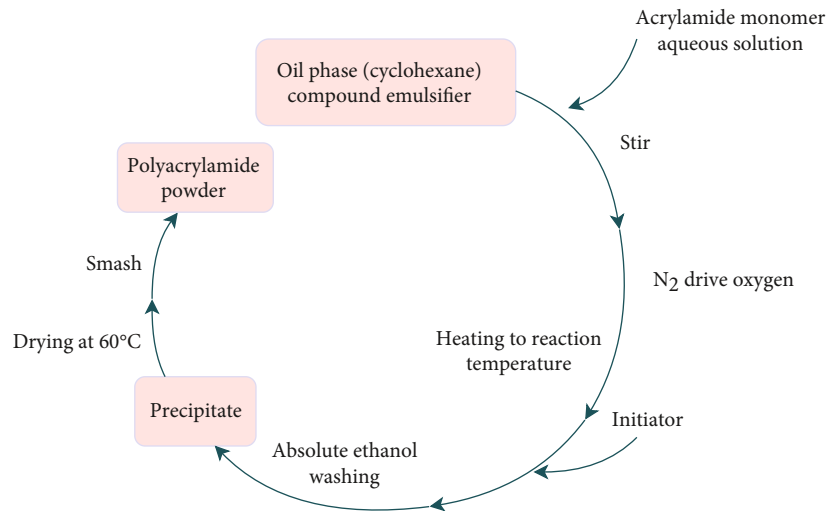 Acrylamide monomer
aqueous solution
Oil phase (cyclohexane)
compound emulsifier
Stir
N2 drive oxygen
Heating to reaction
temperature
Initiator
Absolute ethanol
washing
Precipitate
Drying at 60°C
Smash
Polyacrylamide
powder